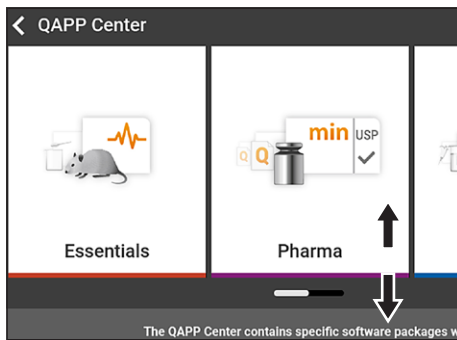 QAPP Center
min USP
Q Q
Essentials
Pharma
The QAPP Center contains specific software packages w